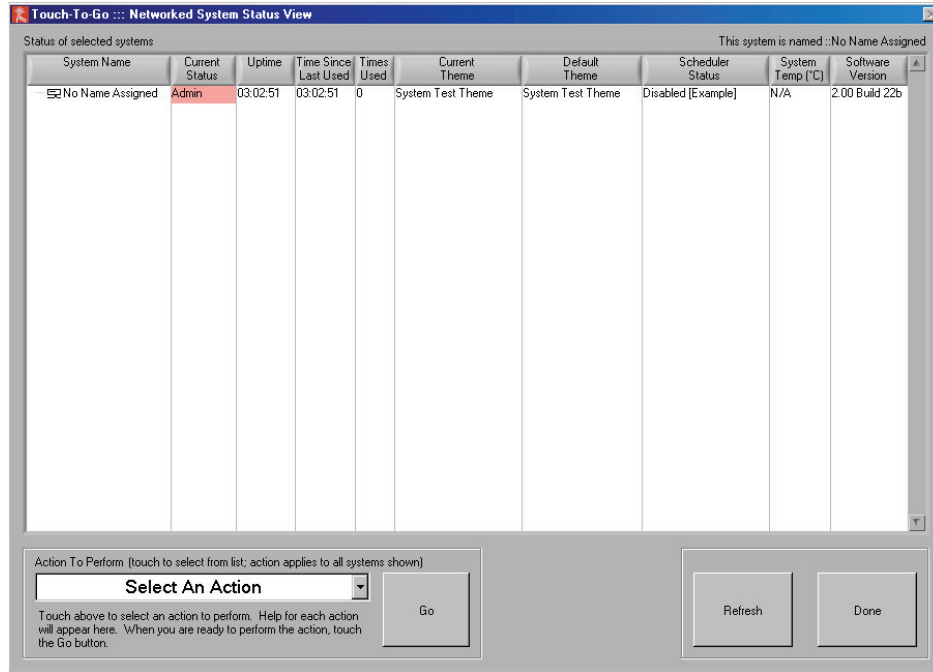 Touch-To-Go ::: Networked System Status View
Status of selected systems
This system is named ::No Name Assigned
System Name
Current
Status
Uptime
Time Since
Last Used
Times
Used
Current
Theme
Default
Theme
Scheduler
Status
System
Temp (°C)
Software
Version
No Name Assigned
Admin
03:02:51
03:02:51
0
System Test Theme
System Test Theme
Disabled [Example]
N/A
2.00 Build 22b
Action To Perform (touch to select from list; action applies to all systems shown)
Select An Action
Touch above to select an action to perform. Help for each action
will appear here. When you are ready to perform the action, touch
the Go button.
Go
Refresh
Done